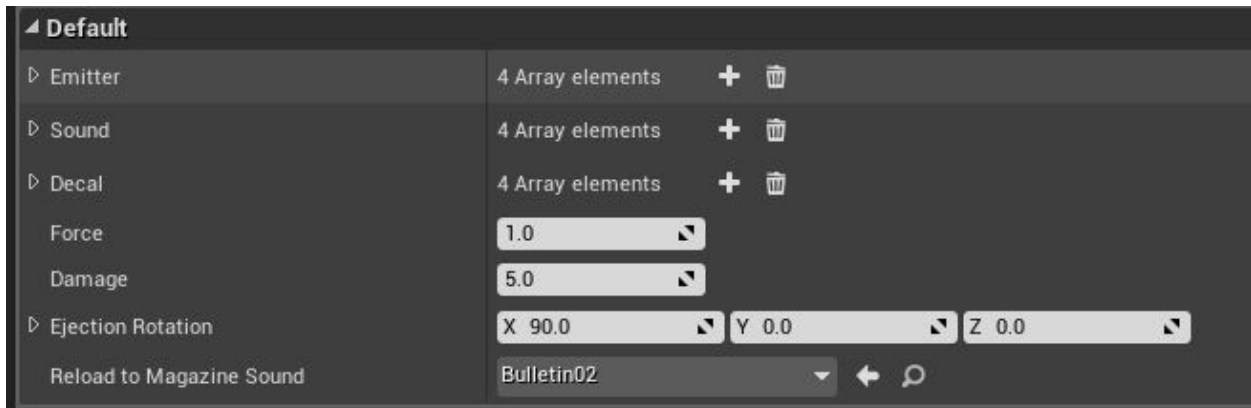 Default
Emitter 4 Array elements
Sound 4 Array elements
Decal 4 Array elements
Force 1.0
Damage 5.0
Ejection Rotation X 90.0 Y 0.0 Z 0.0
Reload to Magazine Sound Bulletin02